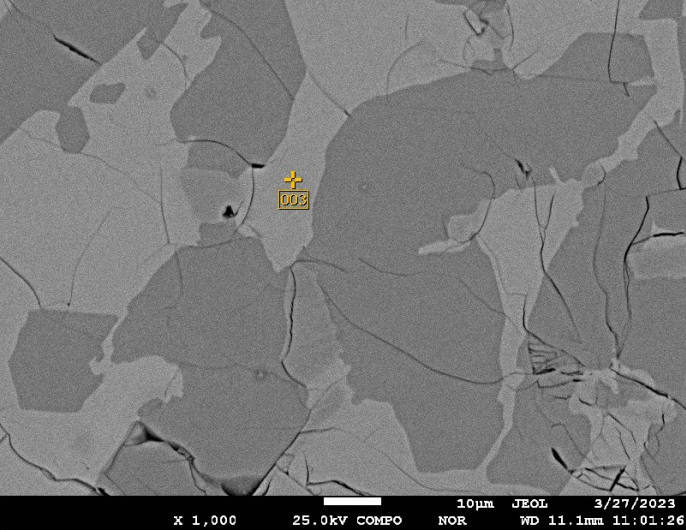 003
10µm JEOL 3/27/2023
X 1,000 25.0kV COMPO NOR WD 11.1mm 11:01:26